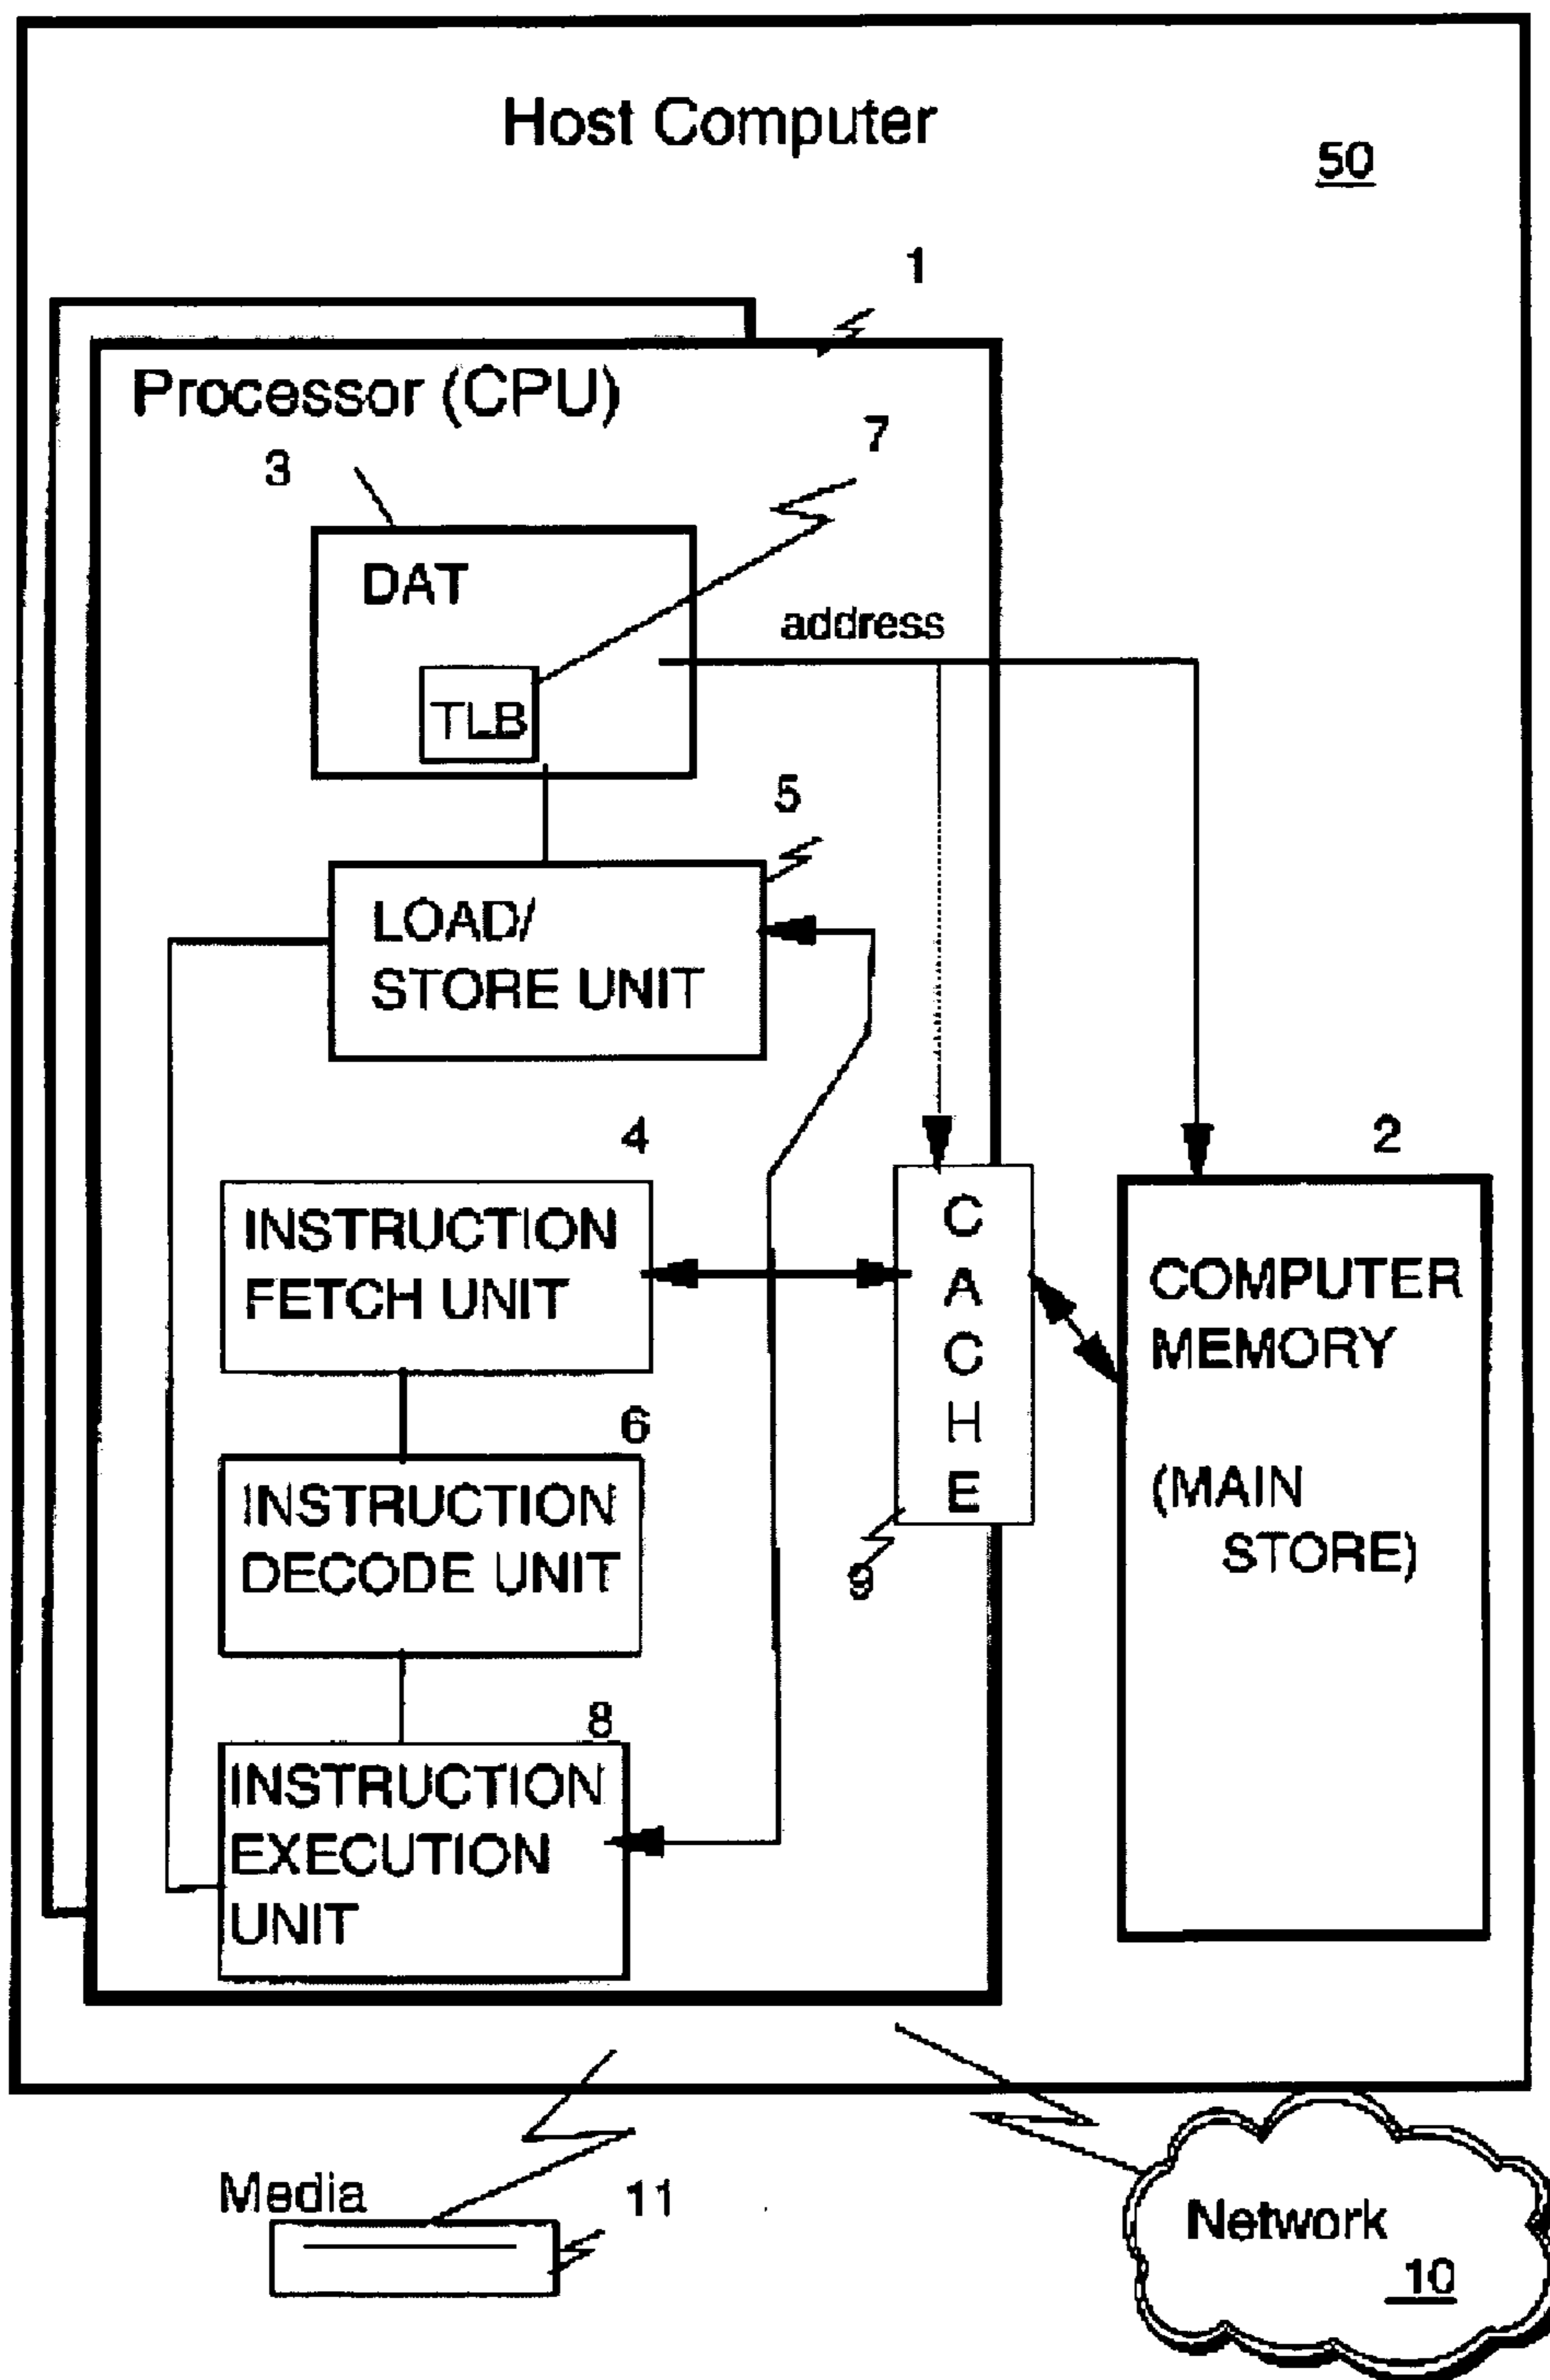 Host Computer
50
1
Processor (CPU)
7
3
DAT
address
TLB
5
LOAD/
STORE UNIT
4
2
INSTRUCTION
FETCH UNIT
CACHE
COMPUTER
MEMORY
(MAIN
STORE)
6
INSTRUCTION
DECODE UNIT
9
8
INSTRUCTION
EXECUTION
UNIT
Media
11
Network
10